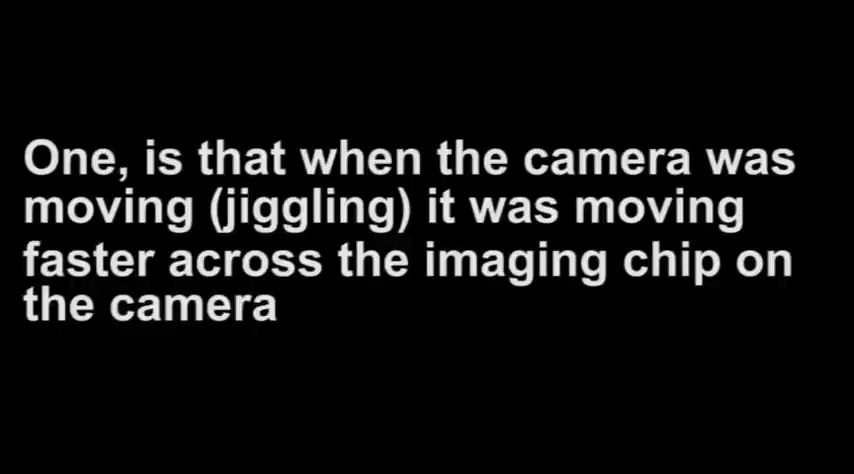 One, is that when the camera was
moving (jiggling) it was moving
faster across the imaging chip on
the camera